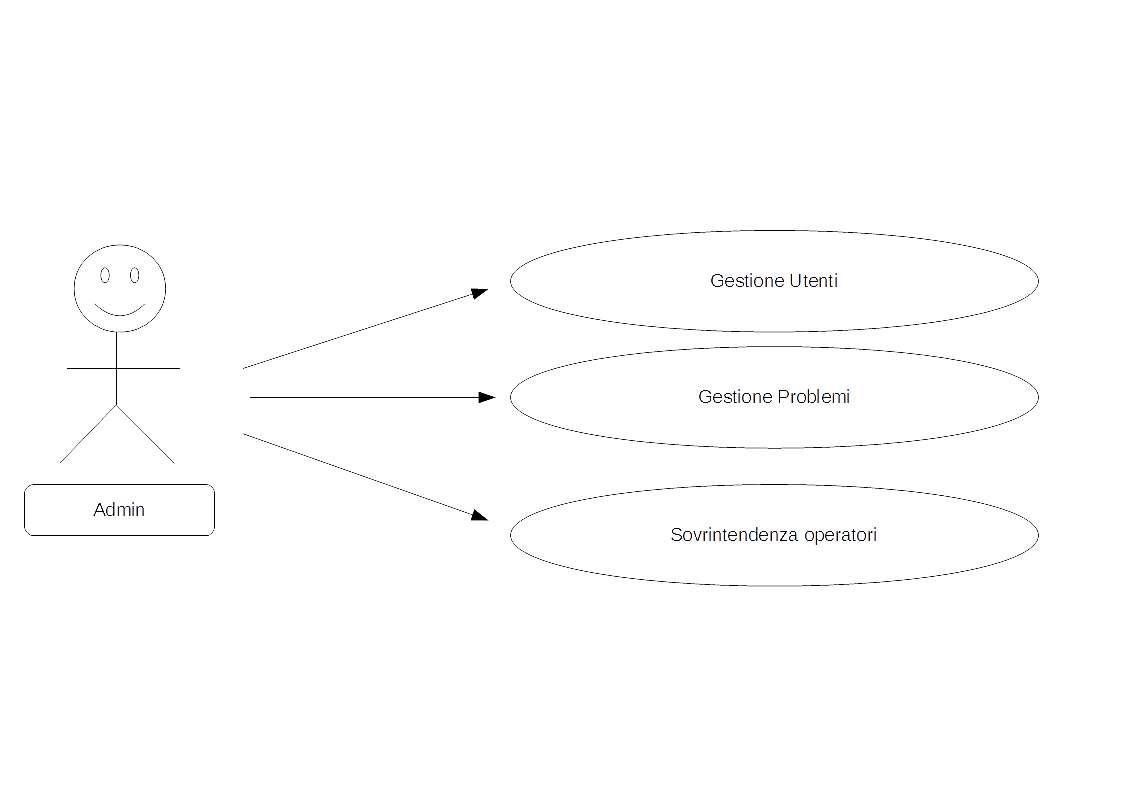 Gestione Utenti
Gestione Problemi
Admin
Sovrintendenza operatori